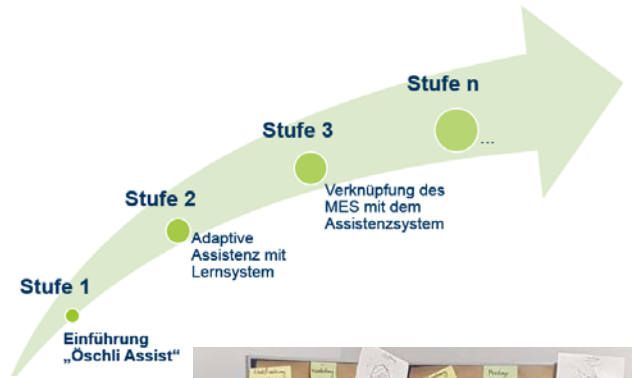 Stufe 1
Einführung
„Öschli Assist“
Stufe 2
Adaptive
Assistenz mit
Lernsystem
Stufe 3
Verknüpfung des
MES mit dem
Assistenzsystem
Stufe n
...